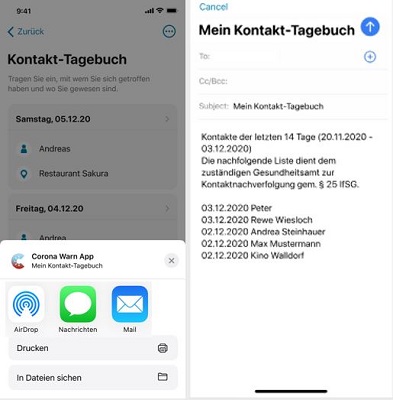 9:41
Zurück
Kontakt-Tagebuch
Tragen Sie ein, mit wem Sie sich getroffen
haben und wo Sie gewesen sind.
Samstag, 05.12.20
Andreas
Restaurant Sakura
Freitag, 04.12.20
Andrea
Corona Warn App
Mein Kontakt-Tagebuch
AirDrop
Nachrichten
Mail
Drucken
In Dateien sichen
Cancel
Mein Kontakt-Tagebuch
To:
Cc/Bcc:
Subject: Mein Kontakt-Tagebuch
Kontakte der letzten 14 Tage (20.11.2020 -
03.12.2020)
Die nachfolgende Liste dient dem
zuständigen Gesundheitsamt zur
Kontaktnachverfolgung gem. § 25 IfSG.
03.12.2020 Peter
03.12.2020 Rewe Wiesloch
02.12.2020 Andrea Steinhauer
02.12.2020 Max Mustermann
02.12.2020 Kino Walldorf